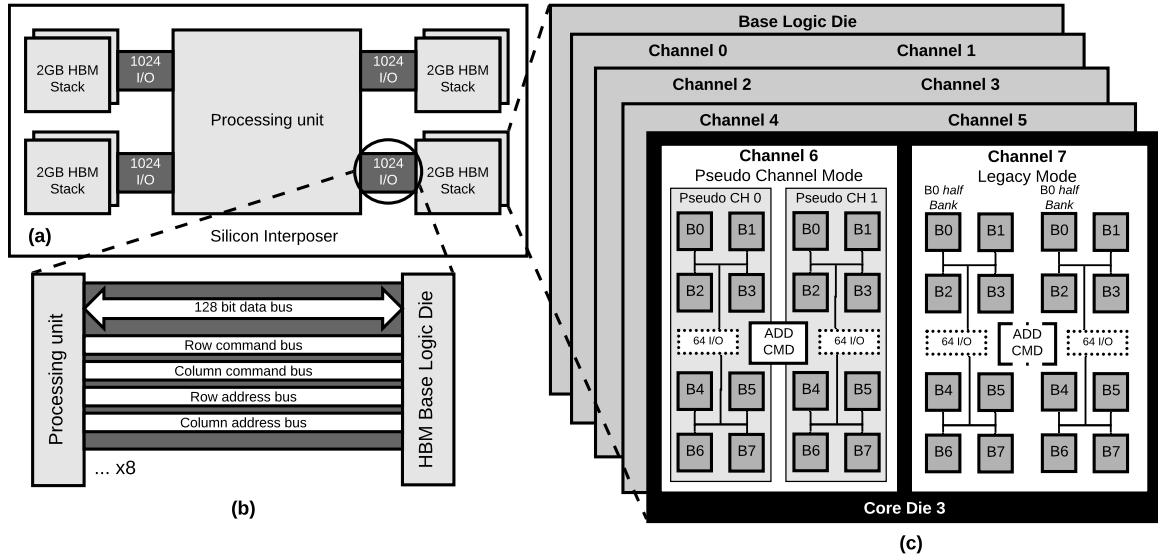 2GB HBM
Stack
1024
I/O
Processing unit
1024
I/O
2GB HBM
Stack
2GB HBM
Stack
1024
I/O
1024
I/O
2GB HBM
Stack
(a)
Silicon Interposer
Processing unit
128 bit data bus
Row command bus
Column command bus
Row address bus
Column address bus
HBM Base Logic Die
... x8
(b)
Base Logic Die
Channel 0
Channel 1
Channel 2
Channel 3
Channel 4
Channel 5
Channel 6
Pseudo Channel Mode
Pseudo CH 0
B0 B1
B2 B3
64 I/O
B4 B5
B6 B7
Pseudo CH 1
B0 B1
B2 B3
64 I/O
B4 B5
B6 B7
ADD
CMD
Channel 7
Legacy Mode
B0 half
Bank
B0 B1
B2 B3
64 I/O
B4 B5
B6 B7
B0 half
Bank
B0 B1
B2 B3
64 I/O
B4 B5
B6 B7
ADD
CMD
Core Die 3
(c)